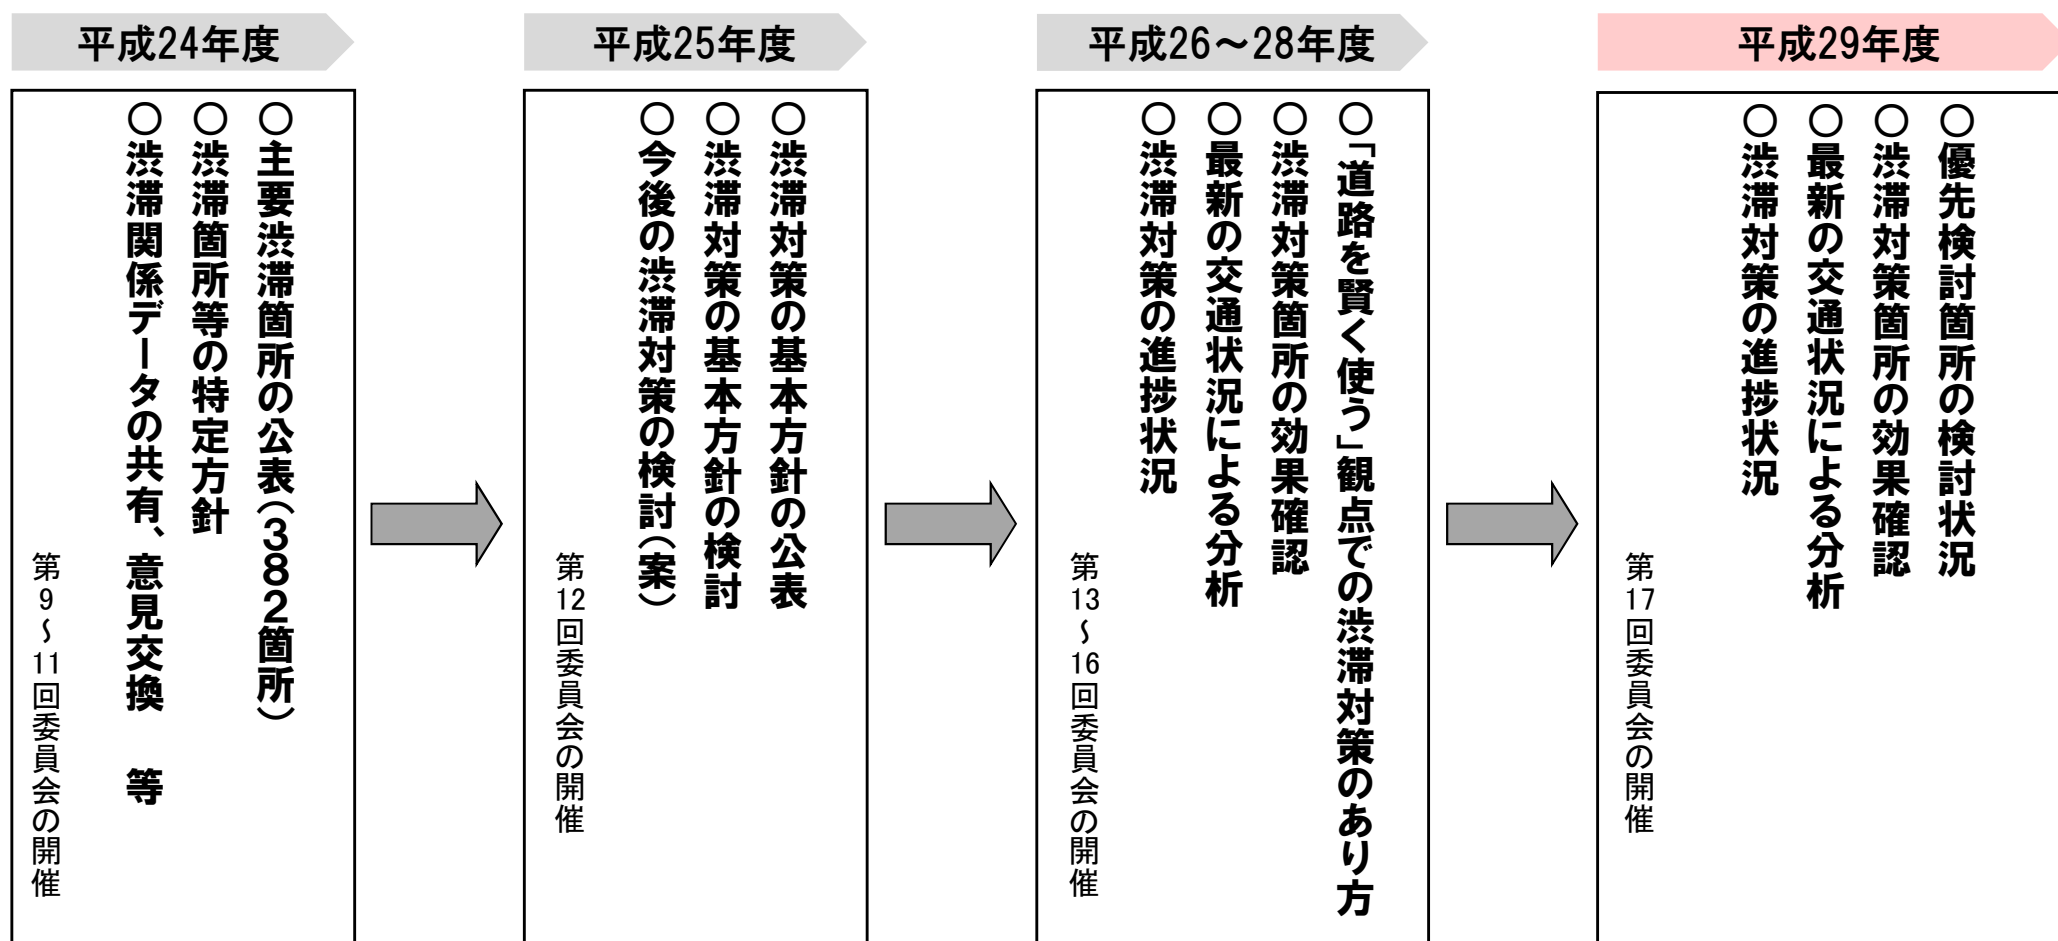 平成24年度
○主要渋滞箇所の公表（３８２箇所）
○渋滞箇所等の特定方針
○渋滞関係データの共有、意見交換　等
第9～11回委員会の開催
平成25年度
○渋滞対策の基本方針の公表
○渋滞対策の基本方針の検討
○今後の渋滞対策の検討（案）
第12回委員会の開催
平成26～28年度
○「道路を賢く使う」観点での渋滞対策のあり方
○渋滞対策箇所の効果確認
○最新の交通状況による分析
○渋滞対策の進捗状況
第13～16回委員会の開催
平成29年度
○優先検討箇所の検討状況
○渋滞対策箇所の効果確認
○最新の交通状況による分析
○渋滞対策の進捗状況
第17回委員会の開催